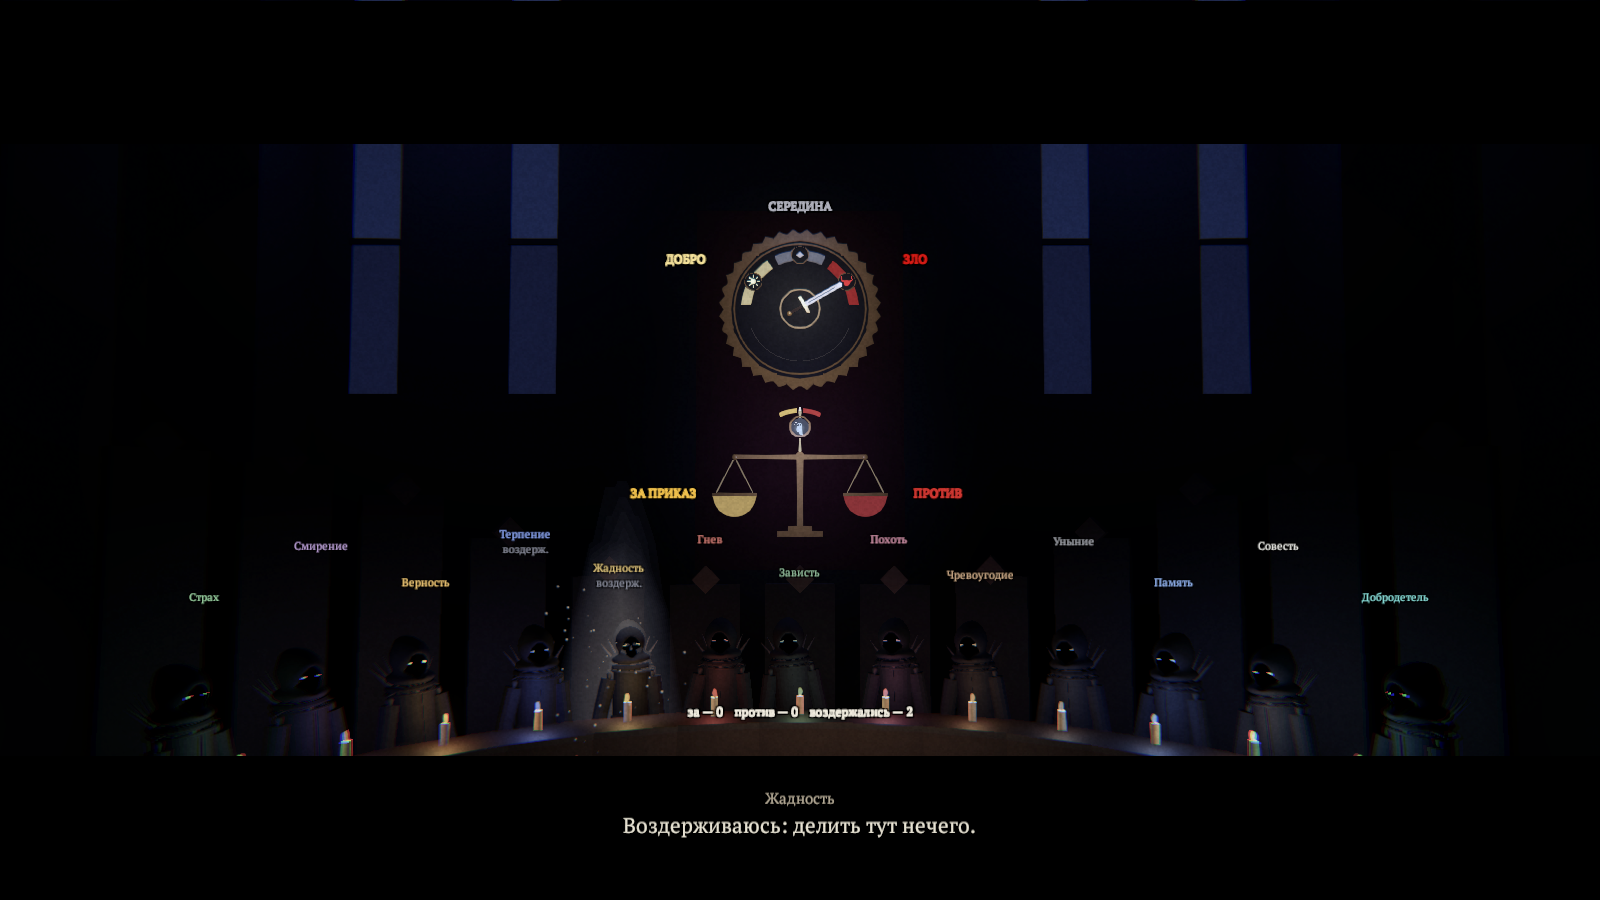 СЕРЕДИНА
ДОБРО
ЗЛО
ЗА ПРИКАЗ
ПРОТИВ
Терпение
воздерж.
Гнев
Похоть
Уныние
Смирение
Совесть
Жадность
воздерж.
Зависть
Чревоугодие
Верность
Память
Страх
Добродетель
за — 0 против — 0 воздержались — 2
Жадность
Воздерживаюсь: делить тут нечего.